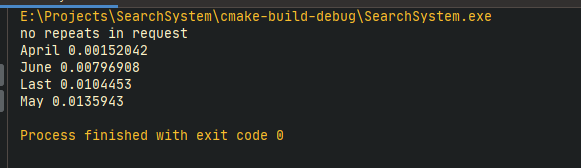 E:\Projects\SearchSystem\cmake-build-debug\SearchSystem.exe
no repeats in request
April 0.00152042
June 0.00796908
Last 0.0104453
May 0.0135943
Process finished with exit code 0